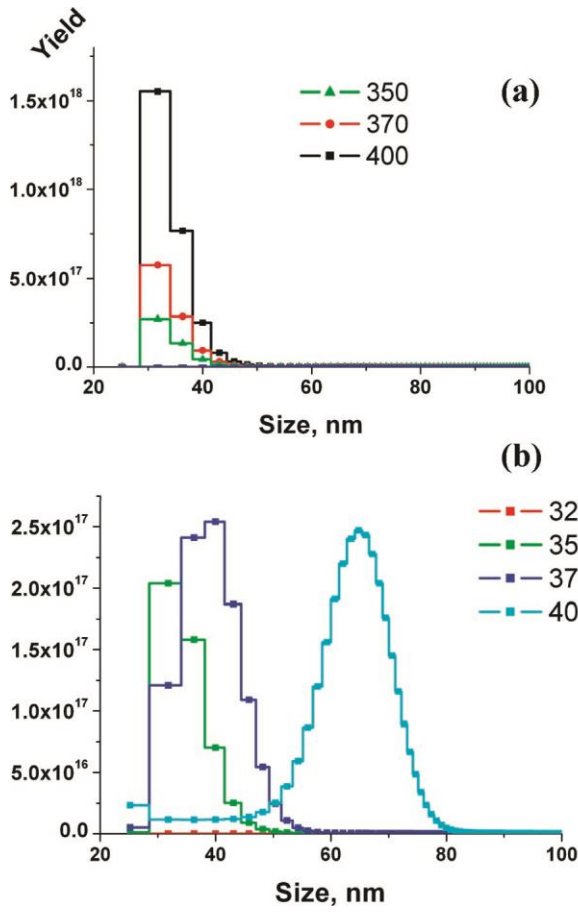 Yield
(a)
350
370
400
1.5x10^18
1.0x10^18
5.0x10^17
0.0
20 40 60 80 100
Size, nm
(b)
32
35
37
40
2.5x10^17
2.0x10^17
1.5x10^17
1.0x10^17
5.0x10^16
0.0
20 40 60 80 100
Size, nm